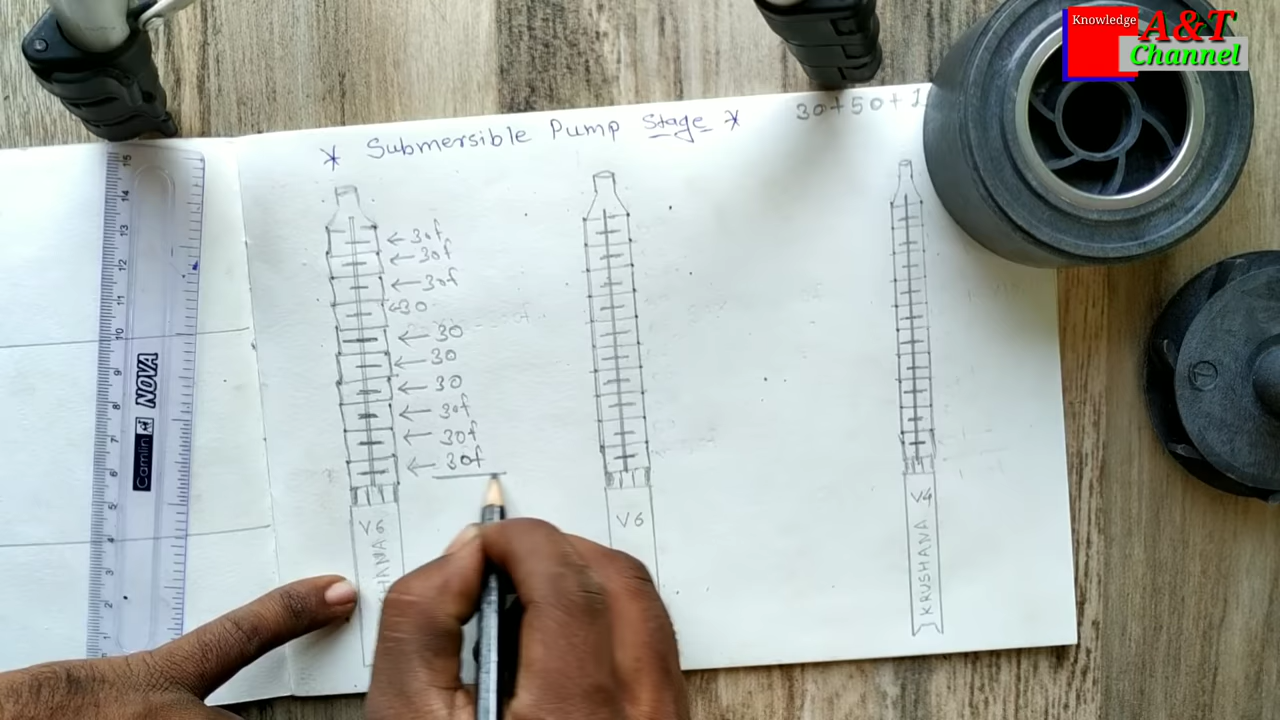 Knowledge A&T
Channel
* Submersible Pump Stage *
30+50+1
← 30f
← 30f
← 30f
← 30
← 30
← 30
← 30
← 30f
← 30f
← 30f
V6
HANA
V6
V4
KRUSHANA
Camlin NOVA
15
14
13
12
11
10
9
8
7
6
5
4
3
2
1